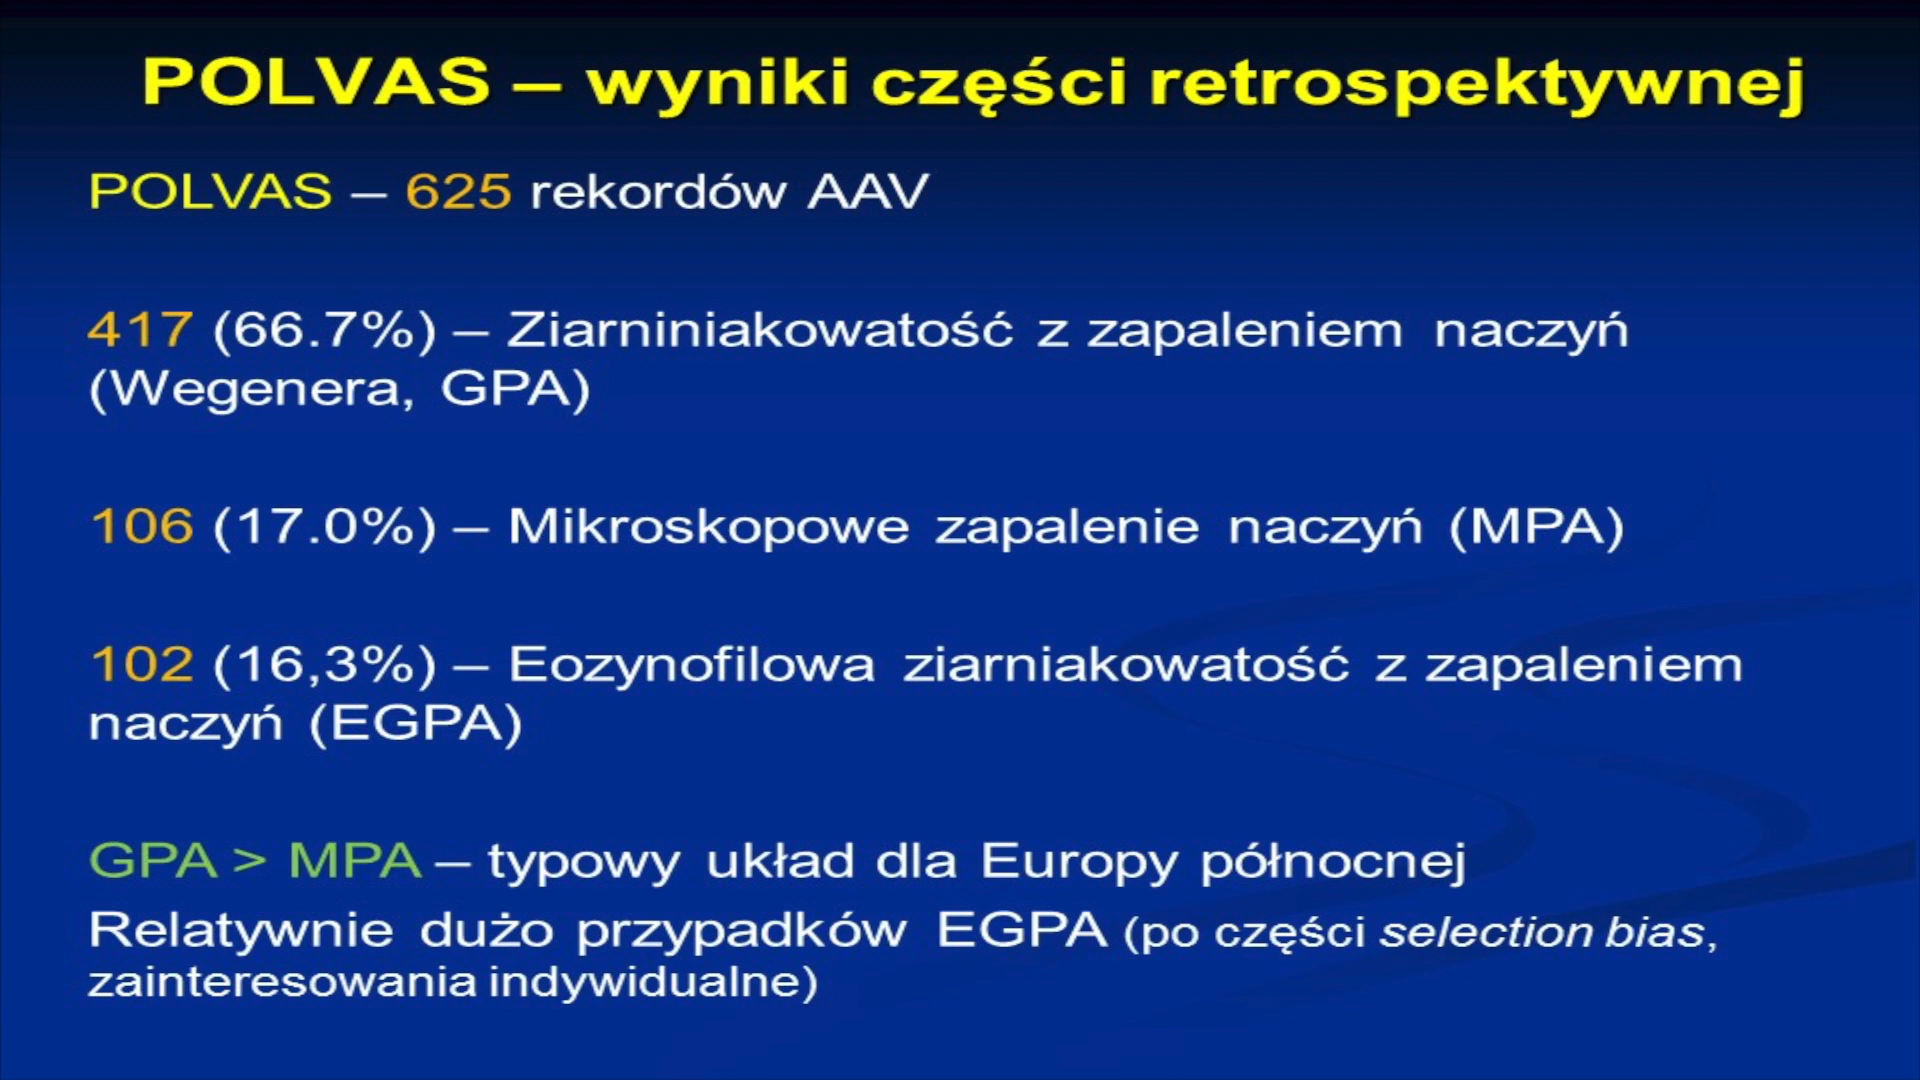 POLVAS – wyniki części retrospektywnej
POLVAS – 625 rekordów AAV
417 (66.7%) – Ziarniniakowatość z zapaleniem naczyń
(Wegenera, GPA)
106 (17.0%) – Mikroskopowe zapalenie naczyń (MPA)
102 (16,3%) – Eozynofilowa ziarniakowatość z zapaleniem
naczyń (EGPA)
GPA > MPA – typowy układ dla Europy północnej
Relatywnie dużo przypadków EGPA (po części selection bias,
zainteresowania indywidualne)